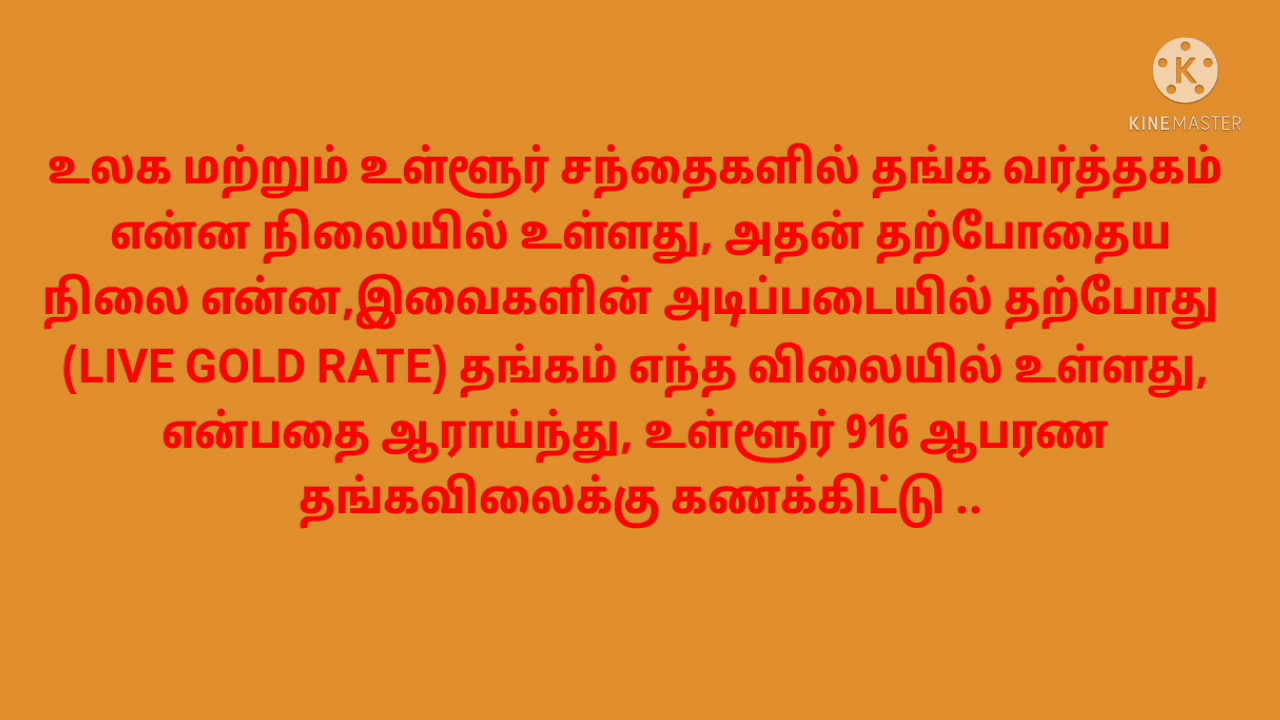 KINEMASTER
உலக மற்றும் உள்ளூர் சந்தைகளில் தங்க வர்த்தகம்
என்ன நிலையில் உள்ளது, அதன் தற்போதைய
நிலை என்ன,இவைகளின் அடிப்படையில் தற்போது
(LIVE GOLD RATE) தங்கம் எந்த விலையில் உள்ளது,
என்பதை ஆராய்ந்து, உள்ளூர் 916 ஆபரண
தங்கவிலைக்கு கணக்கிட்டு ..